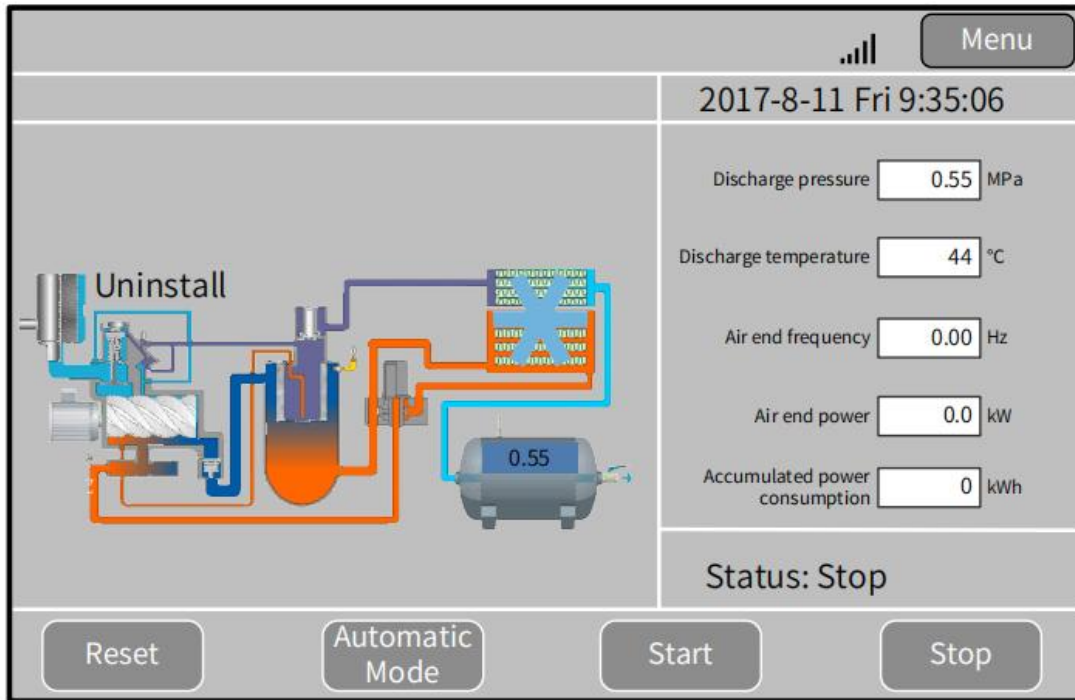 Menu
2017-8-11 Fri 9:35:06
Discharge pressure 0.55 MPa
Discharge temperature 44 °C
Uninstall
Air end frequency 0.00 Hz
Air end power 0.0 kW
0.55
Accumulated power
consumption 0 kWh
Status: Stop
Reset
Automatic
Mode
Start
Stop